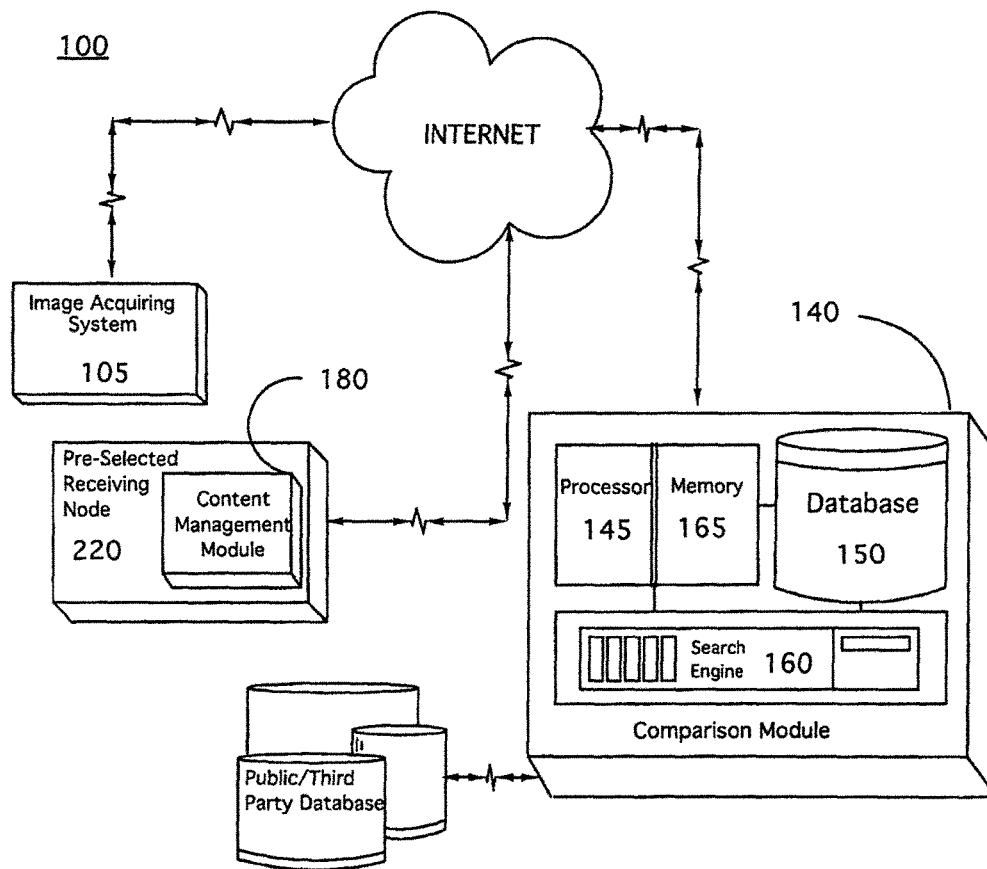 100
INTERNET
Image Acquiring
System
105
140
180
Pre-Selected
Receiving
Node
220
Content
Management
Module
Processor
145
Memory
165
Database
150
Search
Engine
160
Comparison Module
Public/Third
Party Database